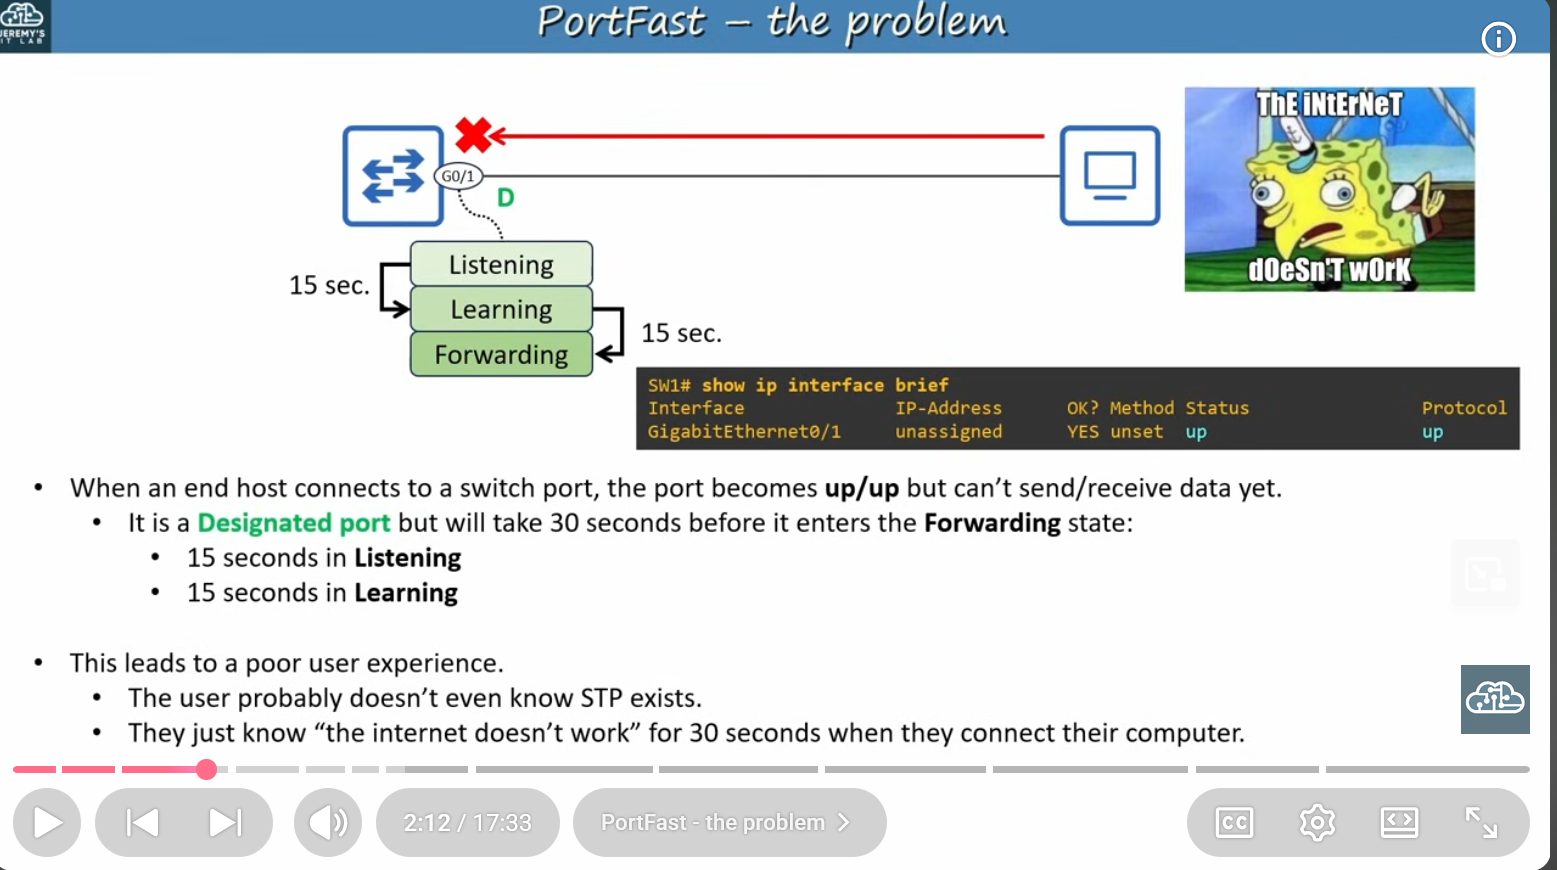 JEREMY'S
IT LAB
PortFast – the problem
ThE iNtErNeT
G0/1
D
dOeSn'T wOrK
Listening
15 sec.
Learning
15 sec.
Forwarding
SW1# show ip interface brief
Interface IP-Address OK? Method Status Protocol
GigabitEthernet0/1 unassigned YES unset up up
• When an end host connects to a switch port, the port becomes up/up but can't send/receive data yet.
• It is a Designated port but will take 30 seconds before it enters the Forwarding state:
• 15 seconds in Listening
• 15 seconds in Learning
• This leads to a poor user experience.
• The user probably doesn't even know STP exists.
• They just know “the internet doesn't work” for 30 seconds when they connect their computer.
2:12 / 17:33
PortFast - the problem
CC